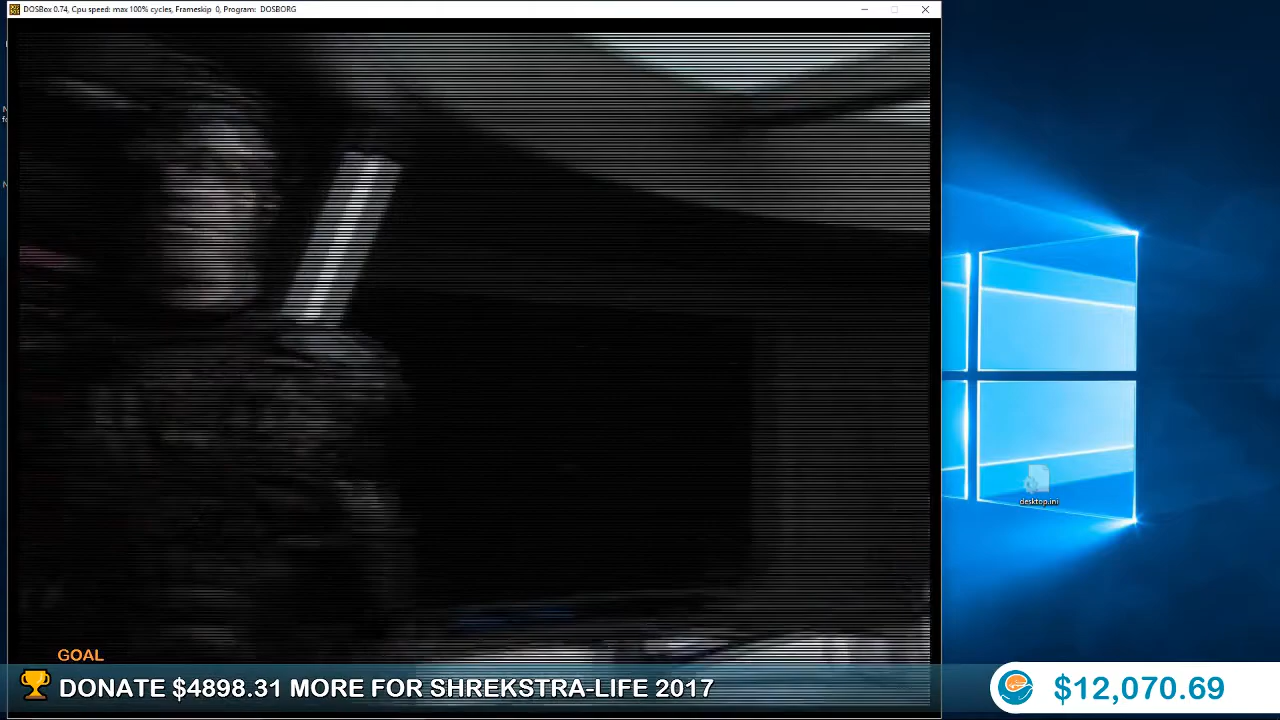 DOSBox 0.74, Cpu speed: max 100% cycles, Frameskip 0, Program: DOSBORG
desktop.ini
GOAL
DONATE $4898.31 MORE FOR SHREKSTRA-LIFE 2017
$12,070.69